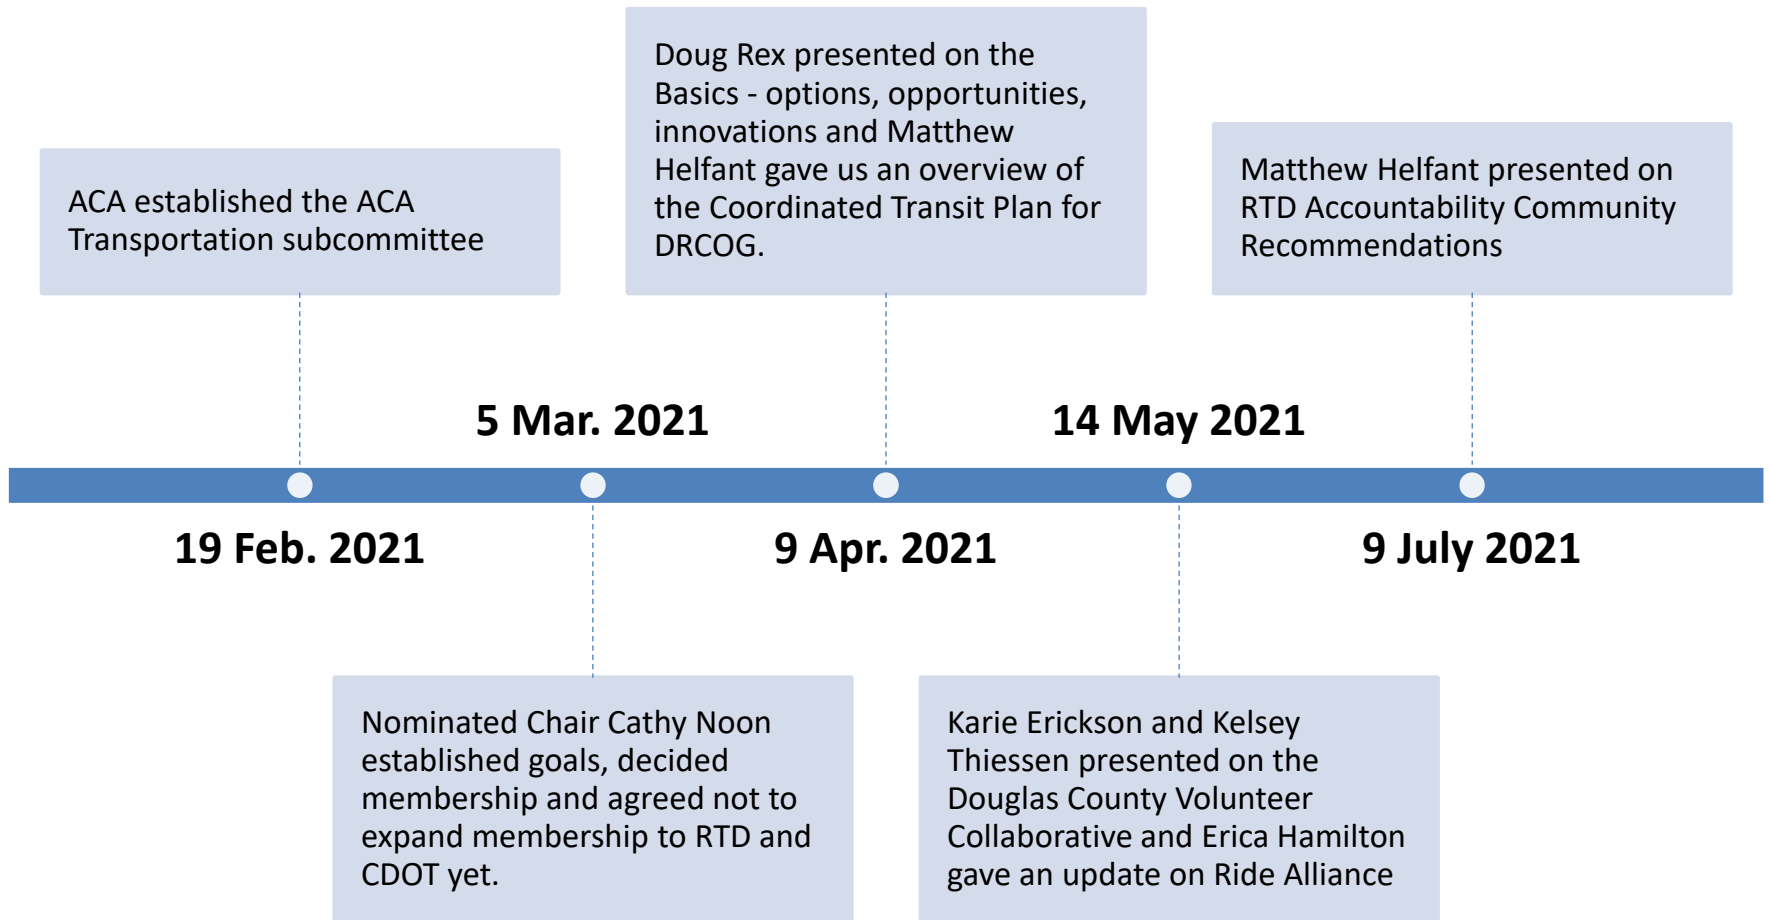 ACA established the ACA
Transportation subcommittee
19 Feb. 2021
5 Mar. 2021
Nominated Chair Cathy Noon
established goals, decided
membership and agreed not to
expand membership to RTD and
CDOT yet.
Doug Rex presented on the
Basics - options, opportunities,
innovations and Matthew
Helfant gave us an overview of
the Coordinated Transit Plan for
DRCOG.
9 Apr. 2021
14 May 2021
Karie Erickson and Kelsey
Thiessen presented on the
Douglas County Volunteer
Collaborative and Erica Hamilton
gave an update on Ride Alliance
Matthew Helfant presented on
RTD Accountability Community
Recommendations
9 July 2021